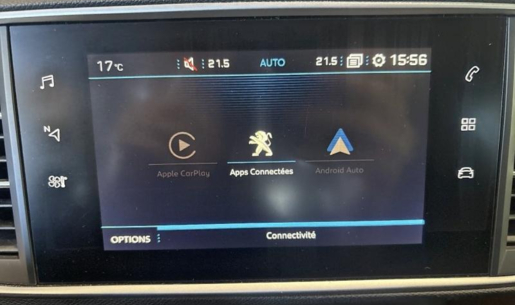 17°C 21.5 AUTO 21.5 15:56
N
Apple CarPlay Apps Connectées Android Auto
OPTIONS Connectivité